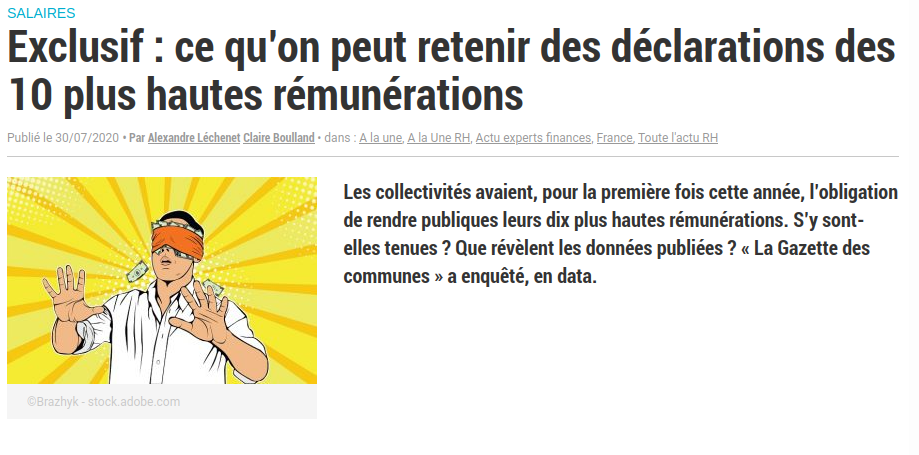 SALAIRES
Exclusif : ce qu'on peut retenir des déclarations des
10 plus hautes rémunérations
Publié le 30/07/2020 • Par Alexandre Léchenet Claire Boulland • dans : A la une, A la Une RH, Actu experts finances, France, Toute l'actu RH
Les collectivités avaient, pour la première fois cette année, l'obligation
de rendre publiques leurs dix plus hautes rémunérations. S'y sont-
elles tenues ? Que révèlent les données publiées ? « La Gazette des
communes » a enquêté, en data.
©Brazhyk - stock.adobe.com